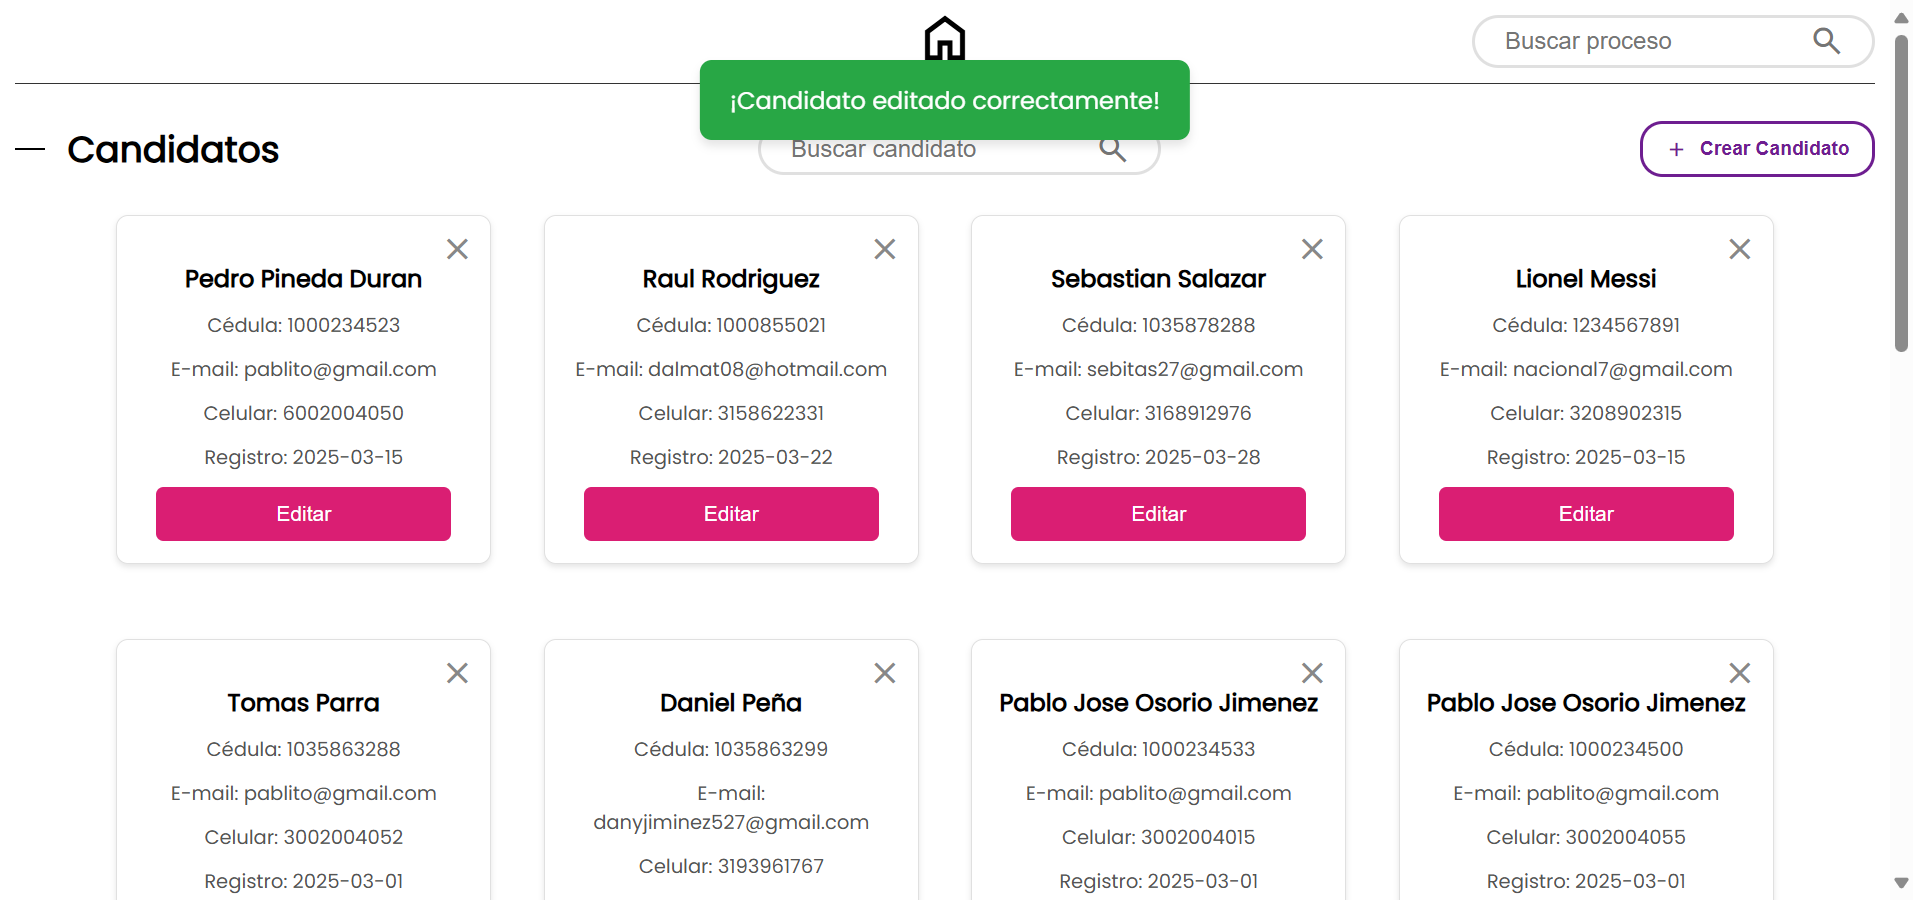 Buscar proceso
¡Candidato editado correctamente!
Candidatos
Buscar candidato
+ Crear Candidato
Pedro Pineda Duran
Cédula: 1000234523
E-mail: pablito@gmail.com
Celular: 6002004050
Registro: 2025-03-15
Editar
Raul Rodriguez
Cédula: 1000855021
E-mail: dalmat08@hotmail.com
Celular: 3158622331
Registro: 2025-03-22
Editar
Sebastian Salazar
Cédula: 1035878288
E-mail: sebitas27@gmail.com
Celular: 3168912976
Registro: 2025-03-28
Editar
Lionel Messi
Cédula: 1234567891
E-mail: nacional7@gmail.com
Celular: 3208902315
Registro: 2025-03-15
Editar
Tomas Parra
Cédula: 1035863288
E-mail: pablito@gmail.com
Celular: 3002004052
Registro: 2025-03-01
Daniel Peña
Cédula: 1035863299
E-mail:
danyjiminez527@gmail.com
Celular: 3193961767
Pablo Jose Osorio Jimenez
Cédula: 1000234533
E-mail: pablito@gmail.com
Celular: 3002004015
Registro: 2025-03-01
Pablo Jose Osorio Jimenez
Cédula: 1000234500
E-mail: pablito@gmail.com
Celular: 3002004055
Registro: 2025-03-01